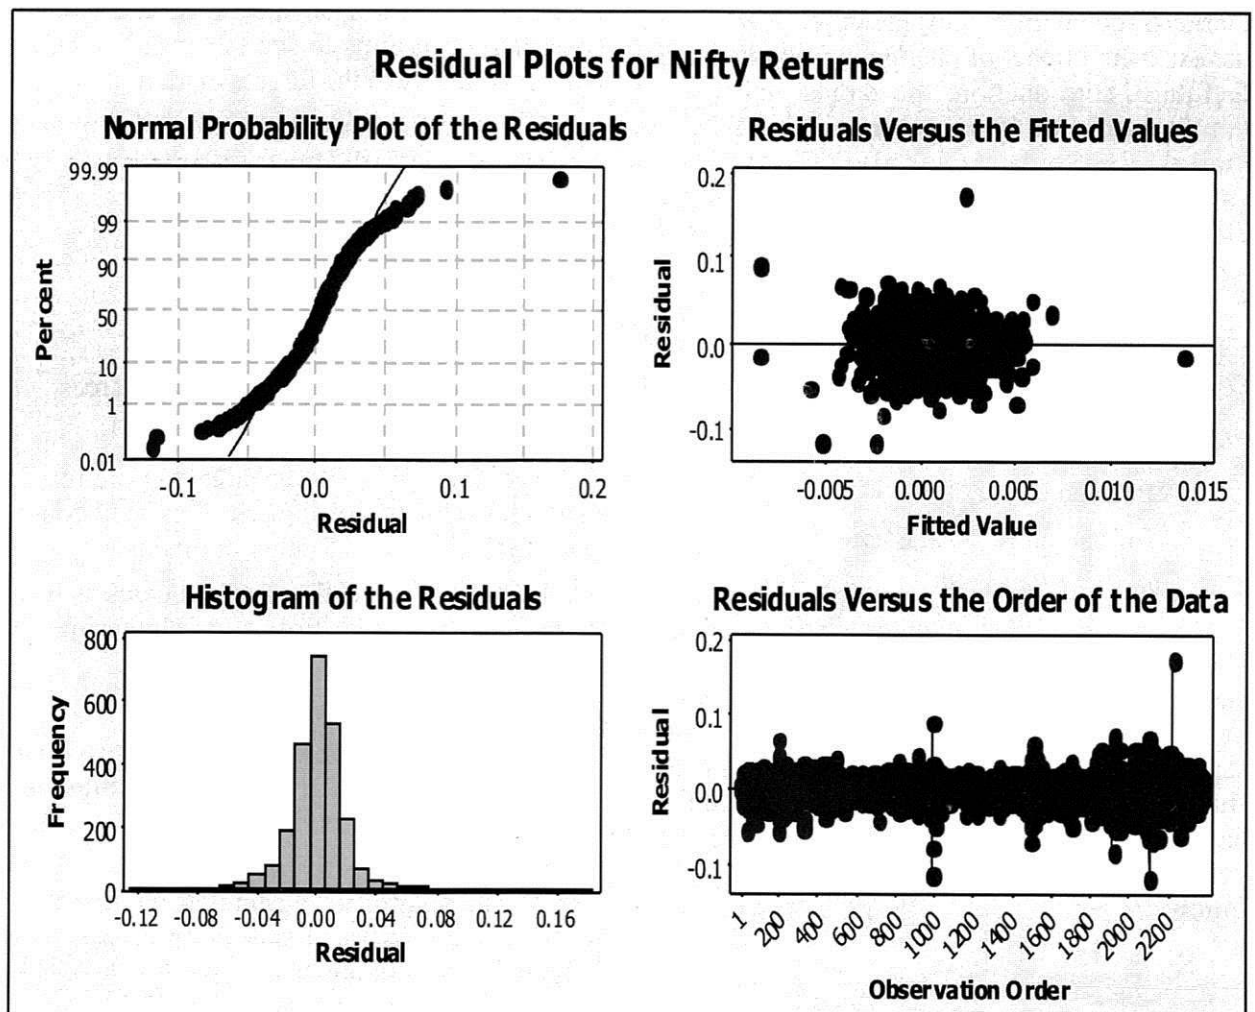 Residual Plots for Nifty Returns
Normal Probability Plot of the Residuals
99.99
99
90
50
10
1
0.01
Percent
-0.1 0.0 0.1 0.2
Residual
Residuals Versus the Fitted Values
0.2
0.1
0.0
-0.1
Residual
-0.005 0.000 0.005 0.010 0.015
Fitted Value
Histogram of the Residuals
800
600
400
200
0
Frequency
-0.12 -0.08 -0.04 0.00 0.04 0.08 0.12 0.16
Residual
Residuals Versus the Order of the Data
0.2
0.1
0.0
-0.1
Residual
1 200 400 600 800 1000 1200 1400 1600 1800 2000 2200
Observation Order